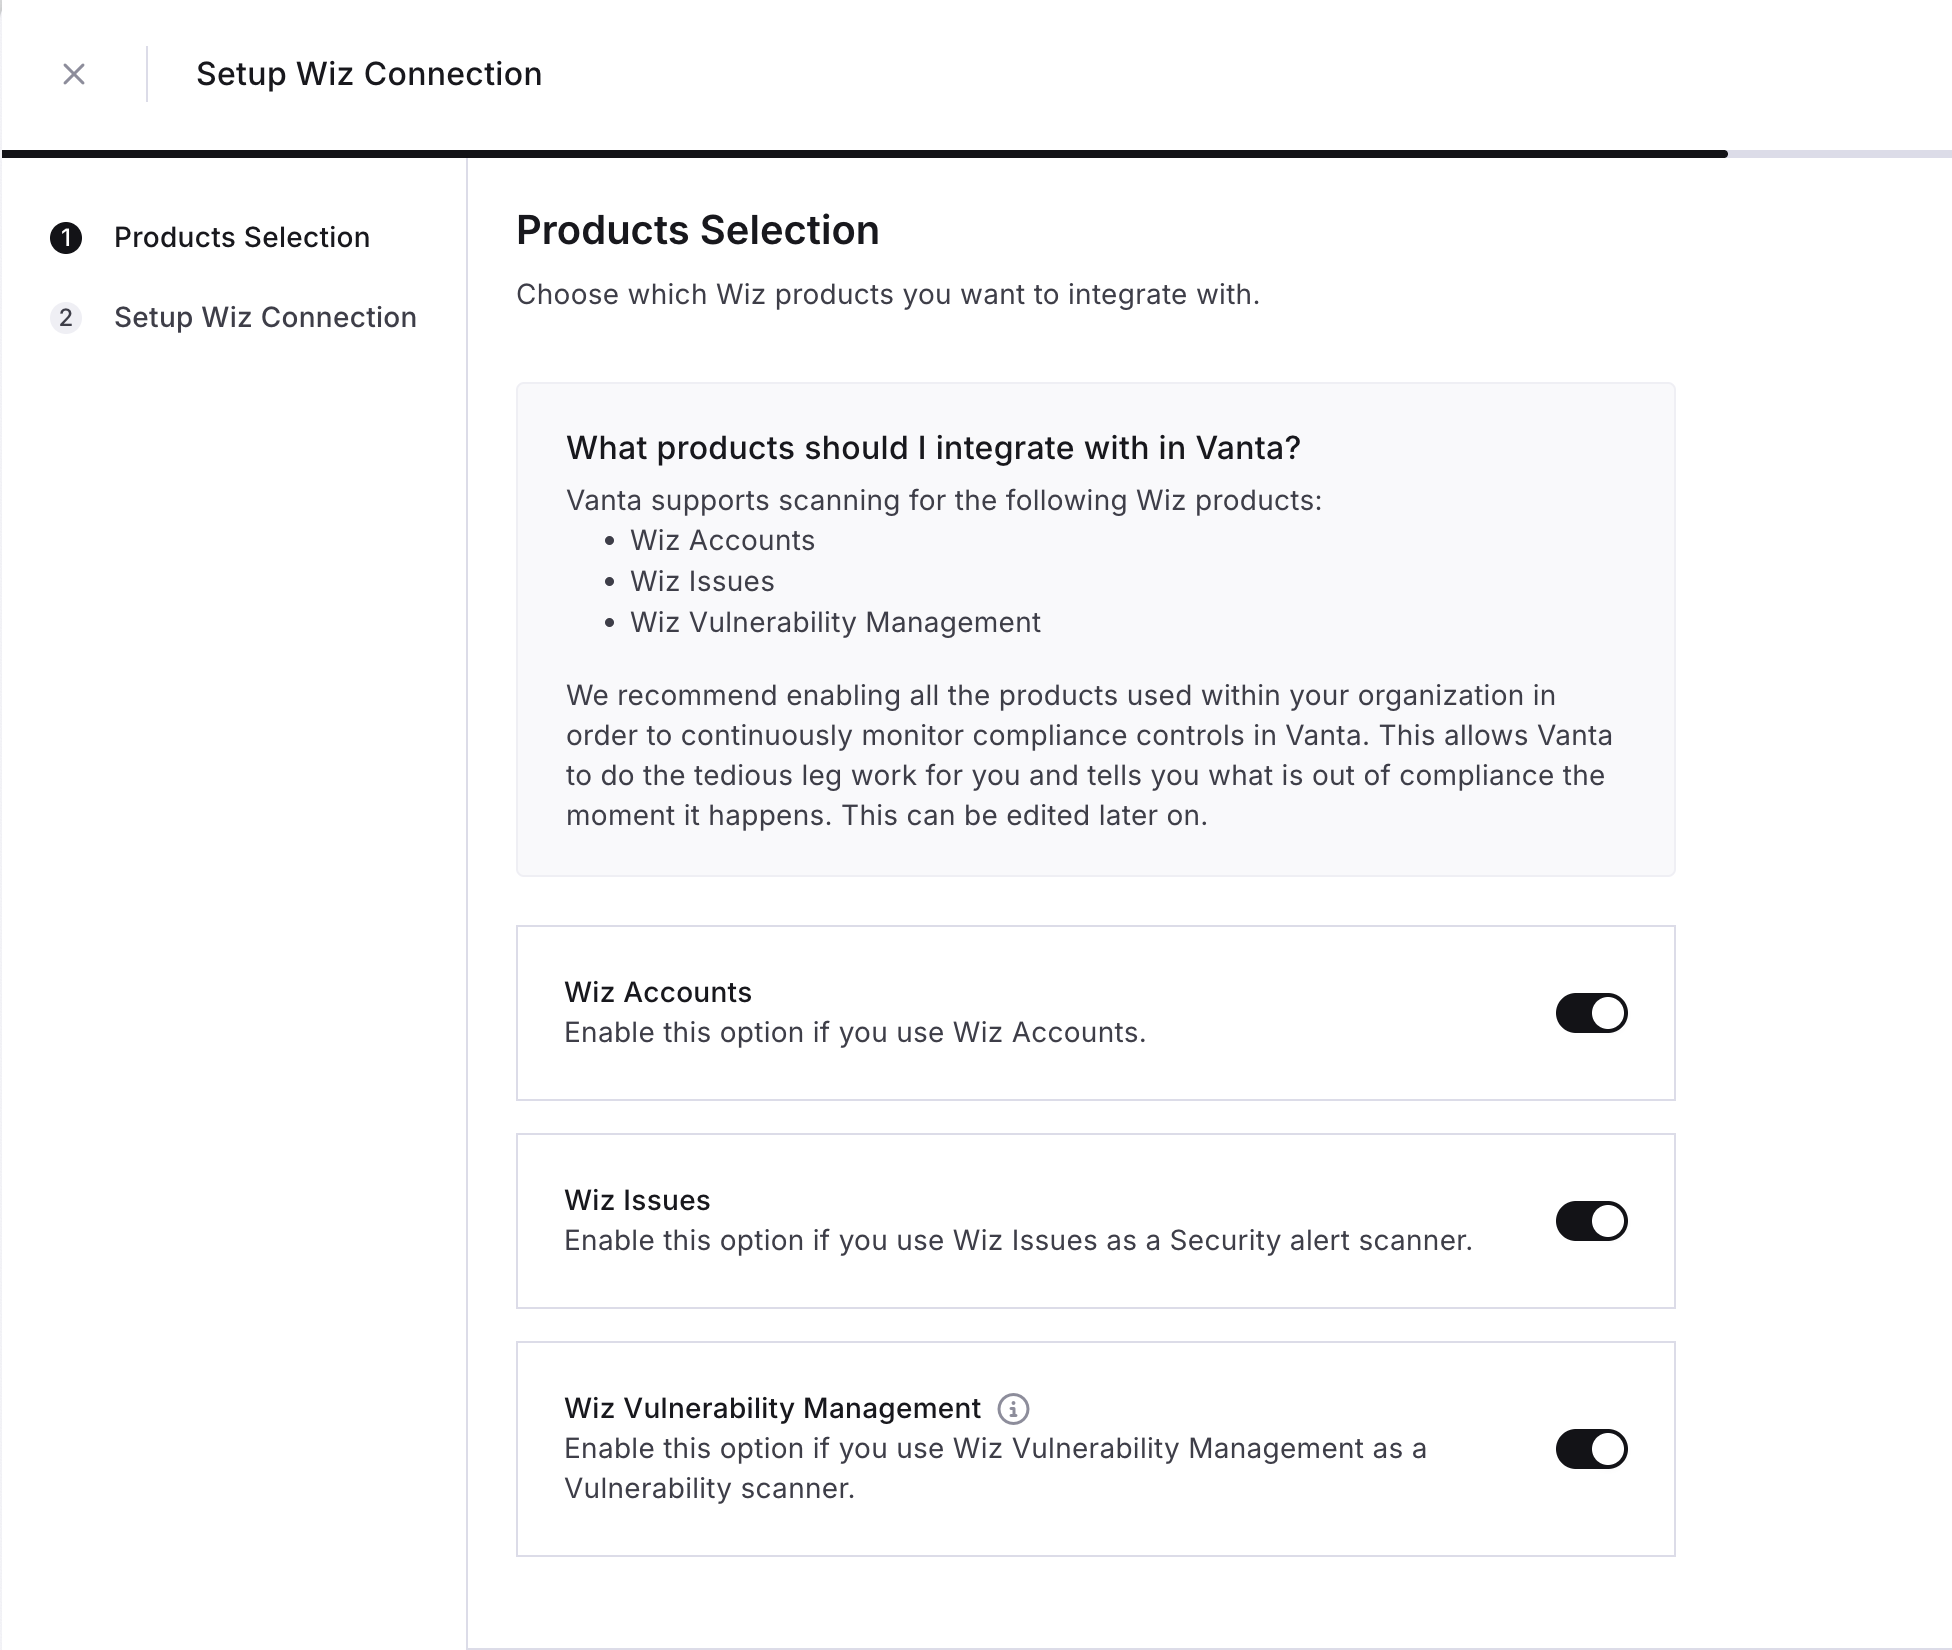 Setup Wiz Connection
1 Products Selection
2 Setup Wiz Connection
Products Selection
Choose which Wiz products you want to integrate with.
What products should I integrate with in Vanta?
Vanta supports scanning for the following Wiz products:
• Wiz Accounts
• Wiz Issues
• Wiz Vulnerability Management
We recommend enabling all the products used within your organization in
order to continuously monitor compliance controls in Vanta. This allows Vanta
to do the tedious leg work for you and tells you what is out of compliance the
moment it happens. This can be edited later on.
Wiz Accounts
Enable this option if you use Wiz Accounts.
Wiz Issues
Enable this option if you use Wiz Issues as a Security alert scanner.
Wiz Vulnerability Management
Enable this option if you use Wiz Vulnerability Management as a
Vulnerability scanner.